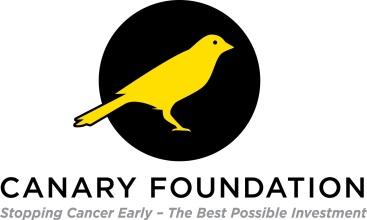 CANARY FOUNDATION
Stopping Cancer Early – The Best Possible Investment